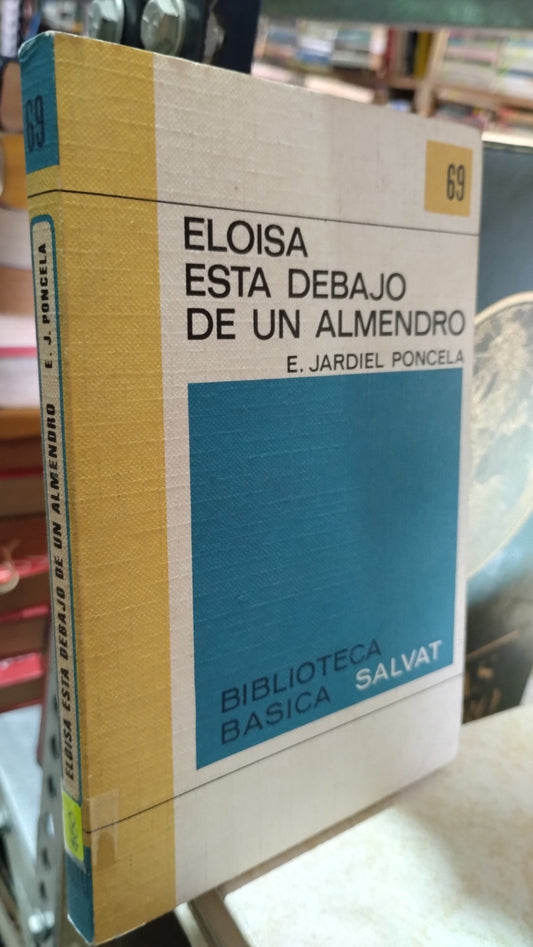 69
ELOISA
ESTA DEBAJO
DE UN ALMENDRO
E. JARDIEL PONCELA
BIBLIOTECA
BASICA SALVAT
69
ELOISA ESTA DEBAJO DE UN ALMENDRO E. J. PONCELA